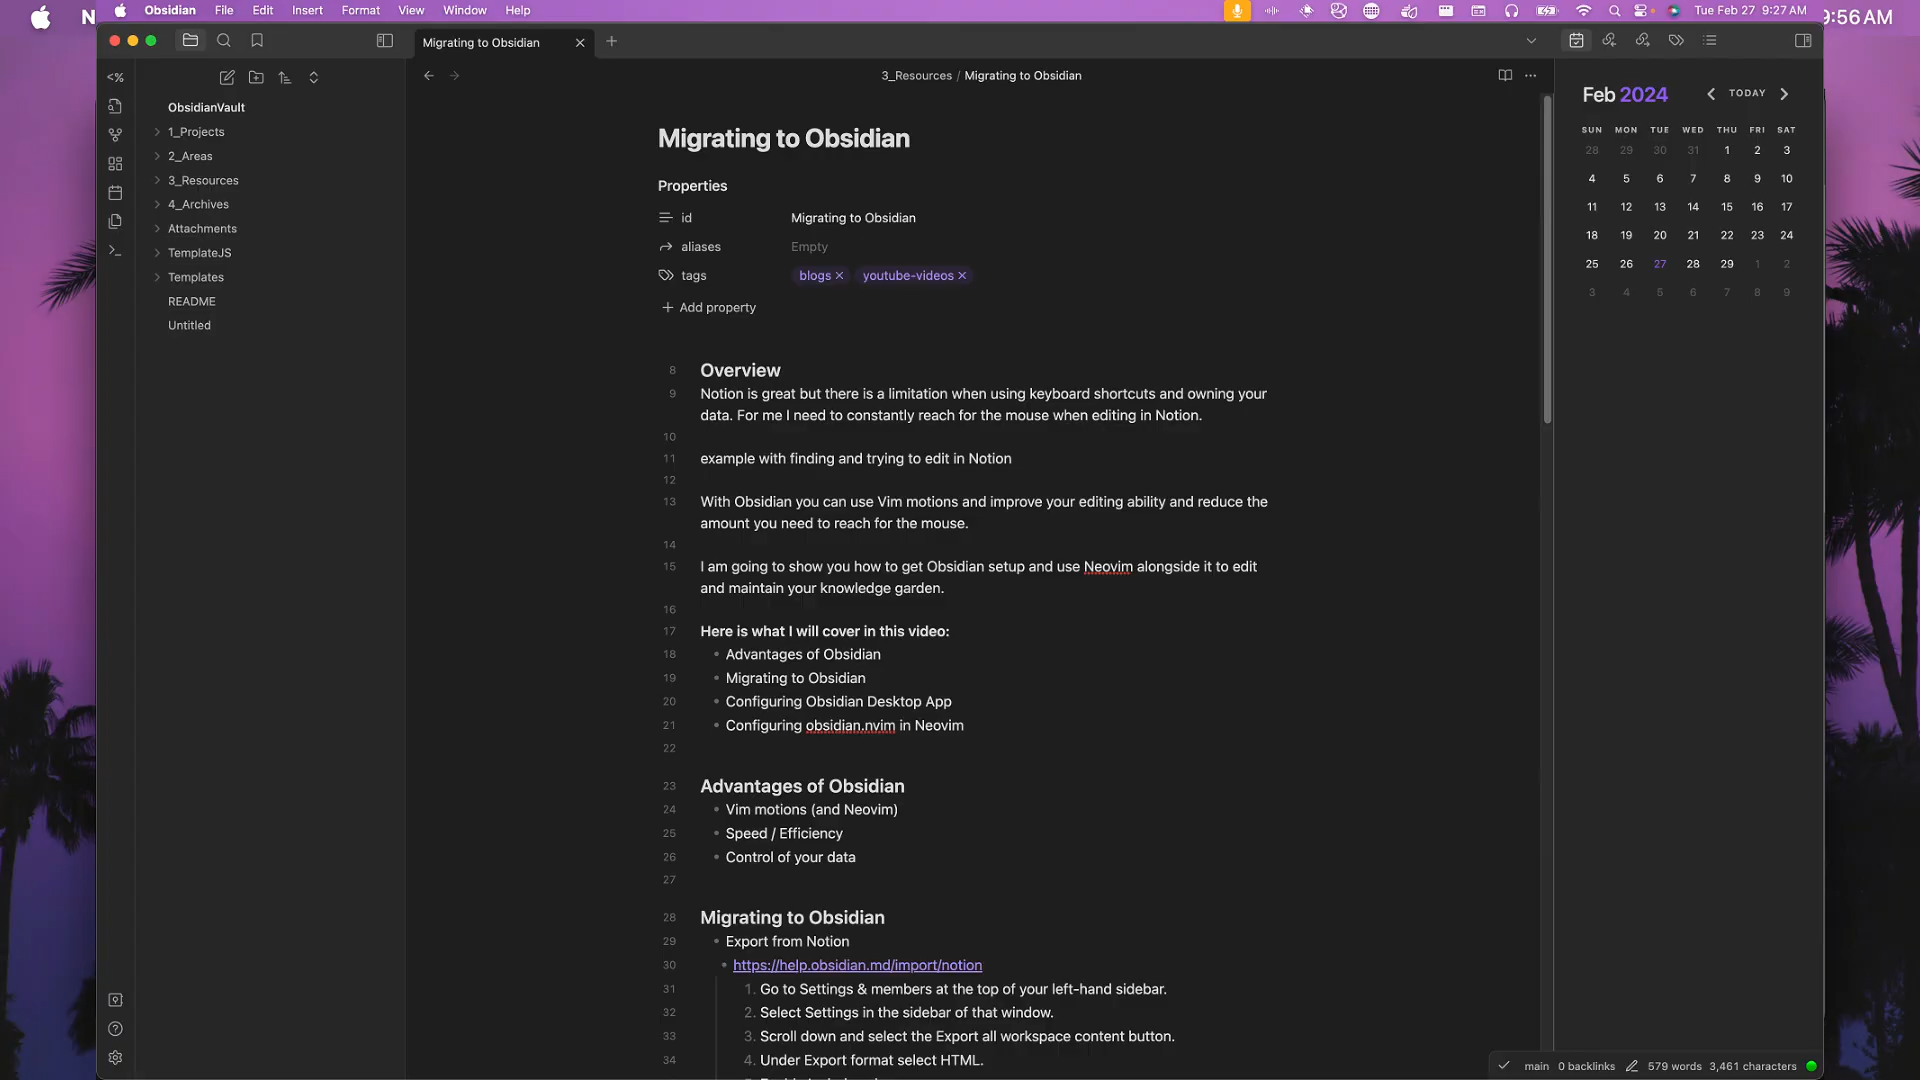 Obsidian File Edit Insert Format View Window Help
Tue Feb 27 9:27 AM
9:56 AM
N
Migrating to Obsidian
3_Resources / Migrating to Obsidian
ObsidianVault
1_Projects
2_Areas
3_Resources
4_Archives
Attachments
TemplateJS
Templates
README
Untitled
Migrating to Obsidian
Properties
id Migrating to Obsidian
aliases Empty
tags blogs youtube-videos
Add property
8 Overview
9 Notion is great but there is a limitation when using keyboard shortcuts and owning your
data. For me I need to constantly reach for the mouse when editing in Notion.
10
11 example with finding and trying to edit in Notion
12
13 With Obsidian you can use Vim motions and improve your editing ability and reduce the
amount you need to reach for the mouse.
14
15 I am going to show you how to get Obsidian setup and use Neovim alongside it to edit
and maintain your knowledge garden.
16
17 Here is what I will cover in this video:
18 • Advantages of Obsidian
19 • Migrating to Obsidian
20 • Configuring Obsidian Desktop App
21 • Configuring obsidian.nvim in Neovim
22
23 Advantages of Obsidian
24 • Vim motions (and Neovim)
25 • Speed / Efficiency
26 • Control of your data
27
28 Migrating to Obsidian
29 • Export from Notion
30 • https://help.obsidian.md/import/notion
31 1. Go to Settings & members at the top of your left-hand sidebar.
32 2. Select Settings in the sidebar of that window.
33 3. Scroll down and select the Export all workspace content button.
34 4. Under Export format select HTML.
Feb 2024
TODAY
SUN MON TUE WED THU FRI SAT
28 29 30 31 1 2 3
4 5 6 7 8 9 10
11 12 13 14 15 16 17
18 19 20 21 22 23 24
25 26 27 28 29 1 2
3 4 5 6 7 8 9
main 0 backlinks 579 words 3,461 characters